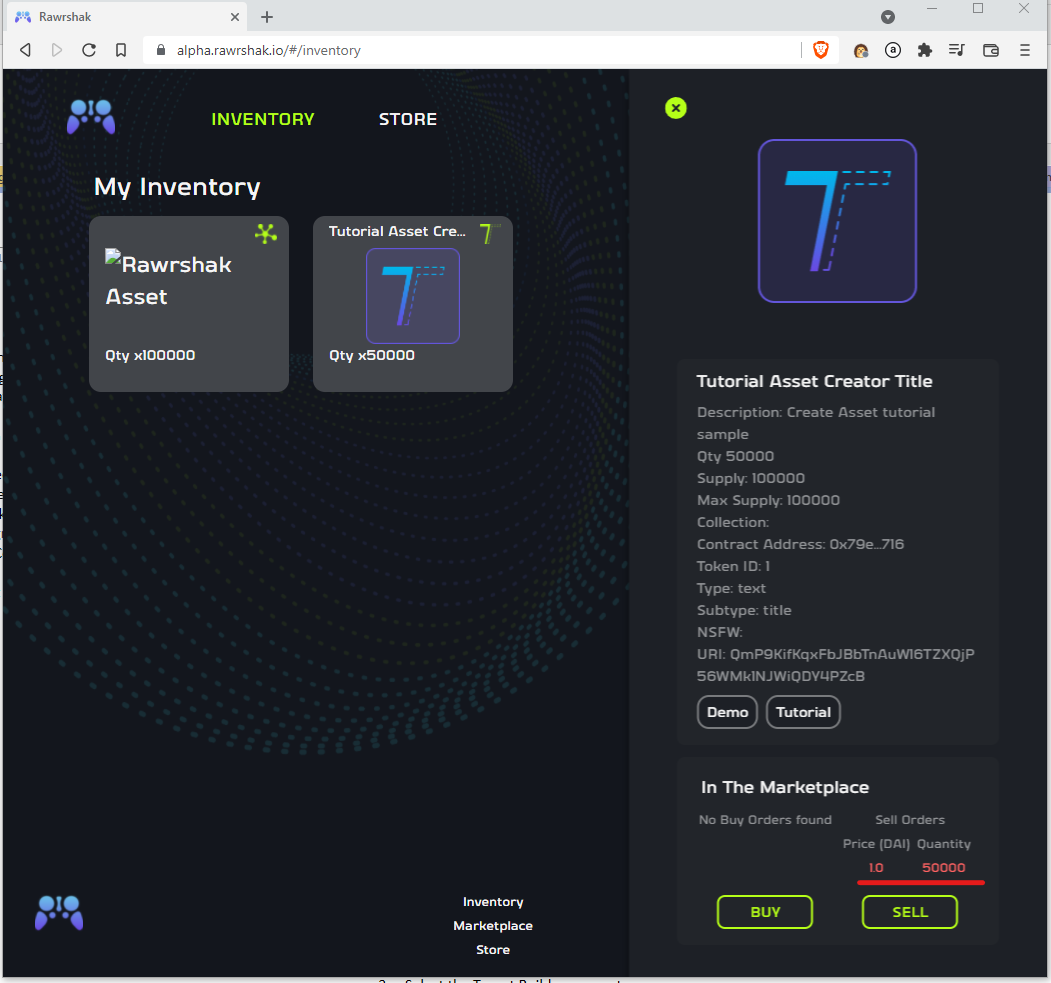 Rawrshak
alpha.rawrshak.io/#/inventory
INVENTORY STORE
My Inventory
Rawrshak
Asset
Qty x100000
Tutorial Asset Cre...
Qty x50000
Tutorial Asset Creator Title
Description: Create Asset tutorial
sample
Qty 50000
Supply: 100000
Max Supply: 100000
Collection:
Contract Address: 0x79e...716
Token ID: 1
Type: text
Subtype: title
NSFW:
URI: QmP9KifKqxFbJBbTnAuW16TZXQjP
56WMk1NJWiQDY4PZcB
Demo Tutorial
In The Marketplace
No Buy Orders found
Sell Orders
Price (DAI) Quantity
1.0 50000
BUY SELL
Inventory
Marketplace
Store